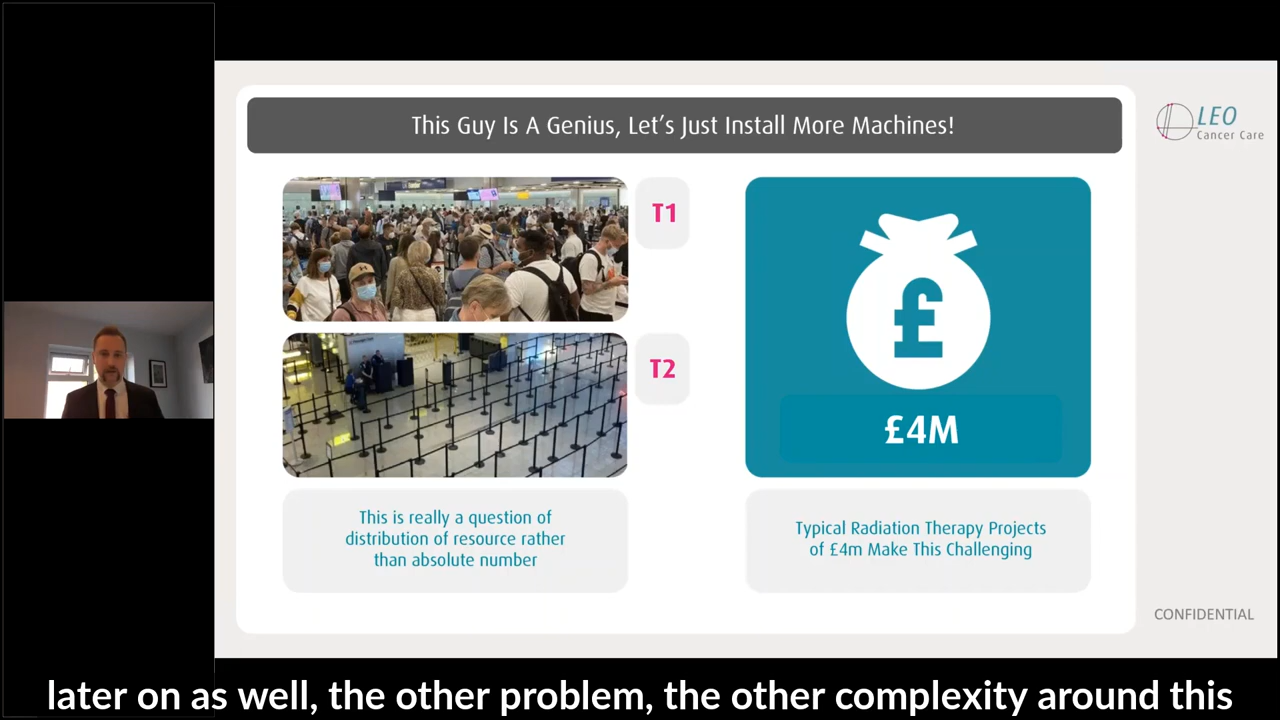 This Guy Is A Genius, Let's Just Install More Machines!
LEO
Cancer Care
T1
T2
£
£4M
This is really a question of
distribution of resource rather
than absolute number
Typical Radiation Therapy Projects
of £4m Make This Challenging
CONFIDENTIAL
later on as well, the other problem, the other complexity around this